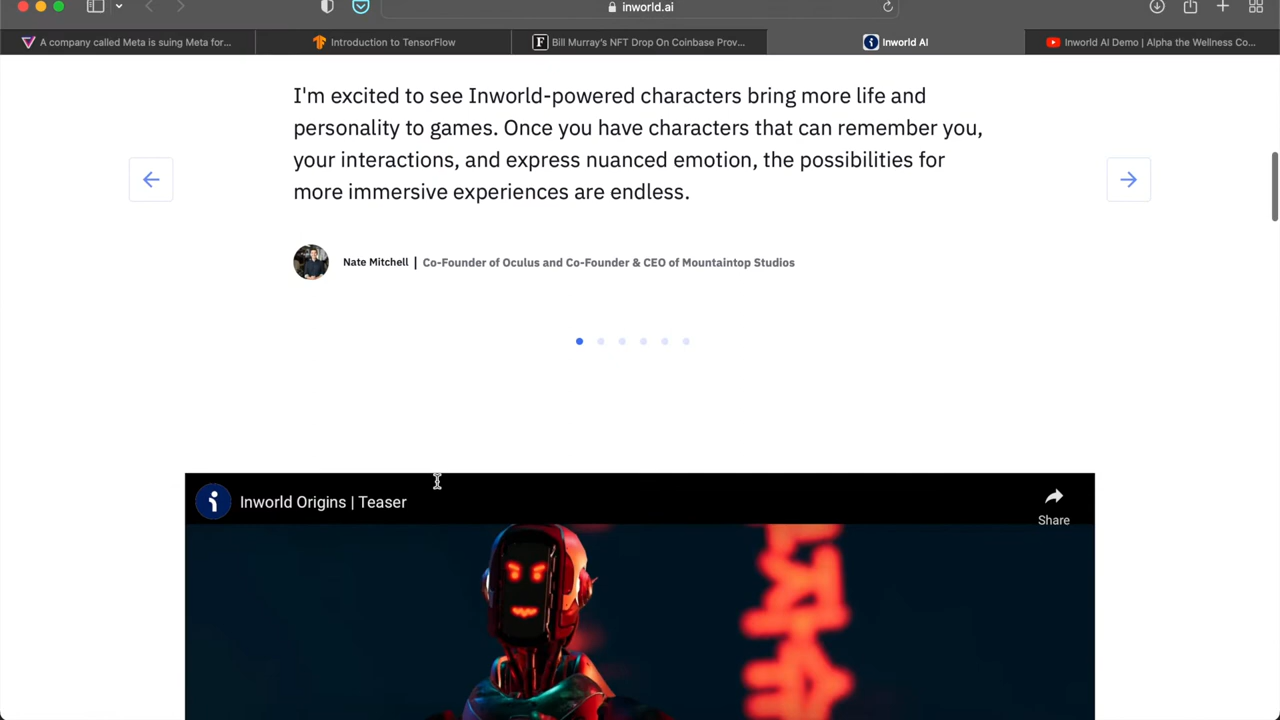 inworld.ai
A company called Meta is suing Meta for...
Introduction to TensorFlow
Bill Murray's NFT Drop On Coinbase Prov...
Inworld AI
Inworld AI Demo | Alpha the Wellness Co...
I'm excited to see Inworld-powered characters bring more life and
personality to games. Once you have characters that can remember you,
your interactions, and express nuanced emotion, the possibilities for
more immersive experiences are endless.
Nate Mitchell | Co-Founder of Oculus and Co-Founder & CEO of Mountaintop Studios
Inworld Origins | Teaser
Share